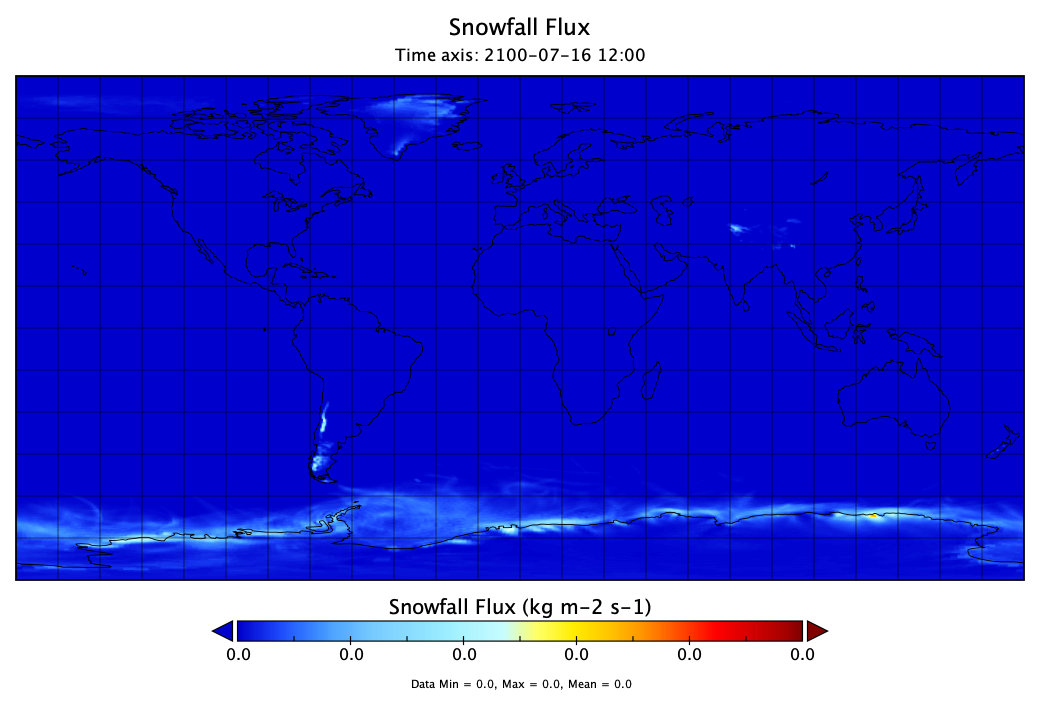 Snowfall Flux
Time axis: 2100-07-16 12:00
Snowfall Flux (kg m-2 s-1)
0.0 0.0 0.0 0.0 0.0 0.0
Data Min = 0.0, Max = 0.0, Mean = 0.0